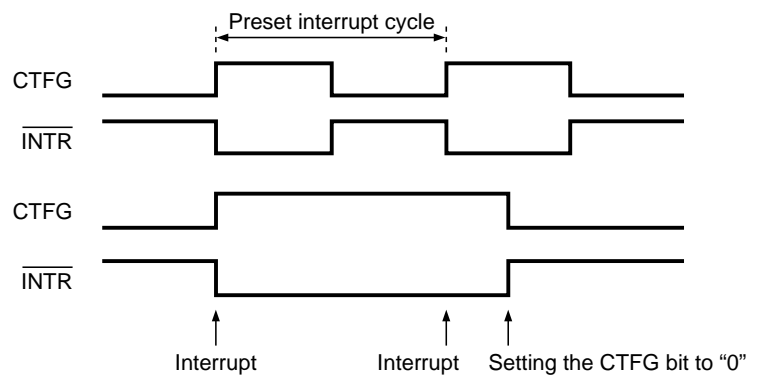 Preset interrupt cycle
CTFG
INTR
CTFG
INTR
Interrupt
Interrupt
Setting the CTFG bit to “0”